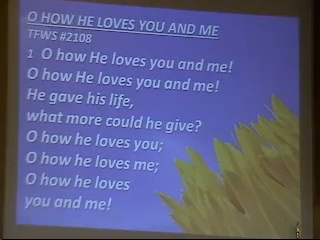 O HOW HE LOVES YOU AND ME
TFWS #2108
1 O how He loves you and me!
O how He loves you and me!
He gave his life,
what more could he give?
O how he loves you;
O how he loves me;
O how he loves
you and me!